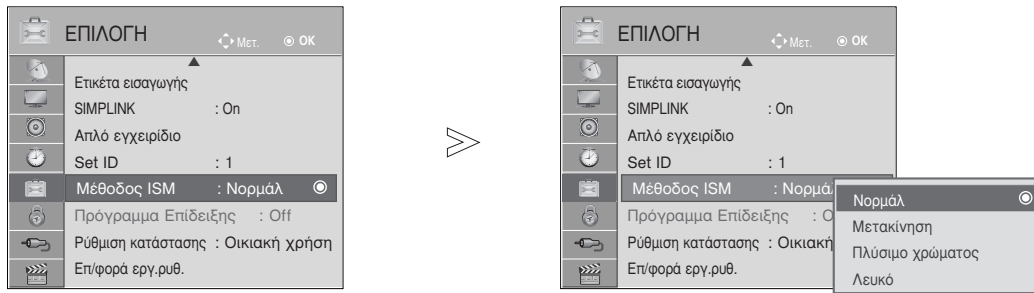 ΕΠΙΛΟΓΗ Μετ. OK
Ετικέτα εισαγωγής
SIMPLINK : On
Απλό εγχειρίδιο
Set ID : 1
Μέθοδος ISM : Νορμάλ
Πρόγραμμα Επίδειξης : Off
Ρύθμιση κατάστασης : Οικιακή χρήση
Επ/φορά εργ.ρυθ.
ΕΠΙΛΟΓΗ Μετ. OK
Ετικέτα εισαγωγής
SIMPLINK : On
Απλό εγχειρίδιο
Set ID : 1
Μέθοδος ISM : Νορμά
Πρόγραμμα Επίδειξης : O
Ρύθμιση κατάστασης : Οικιακή
Επ/φορά εργ.ρυθ.
Νορμάλ
Μετακίνηση
Πλύσιμο χρώματος
Λευκό